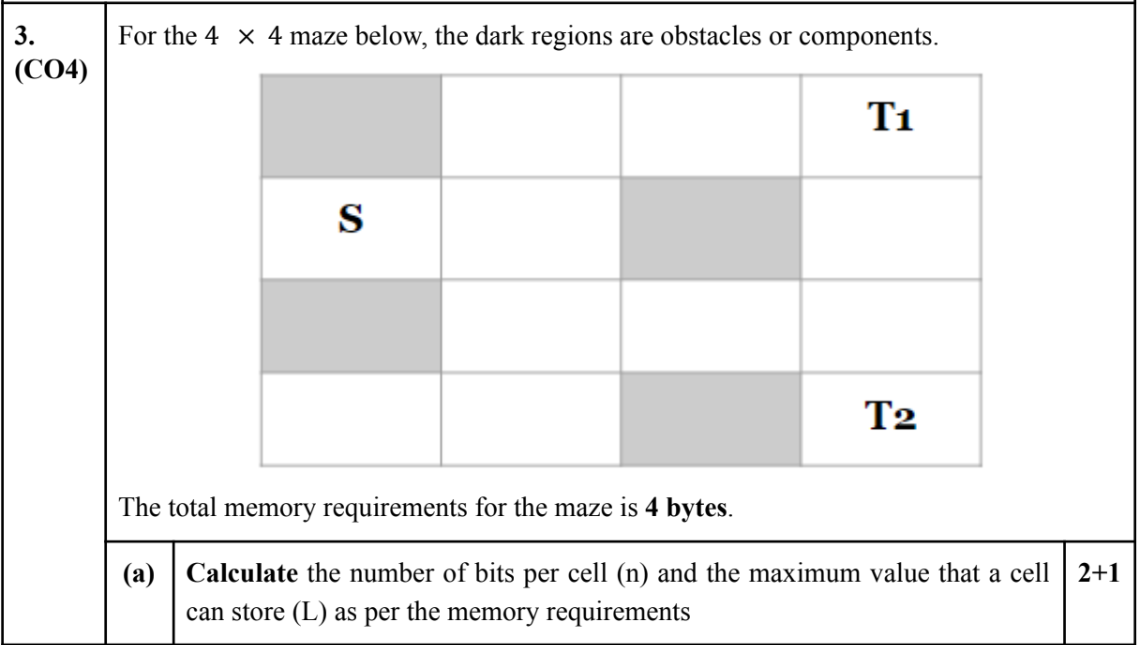 3.
(CO4)
For the 4 × 4 maze below, the dark regions are obstacles or components.
T1
S
T2
The total memory requirements for the maze is 4 bytes.
(a)
Calculate the number of bits per cell (n) and the maximum value that a cell
can store (L) as per the memory requirements
2+1